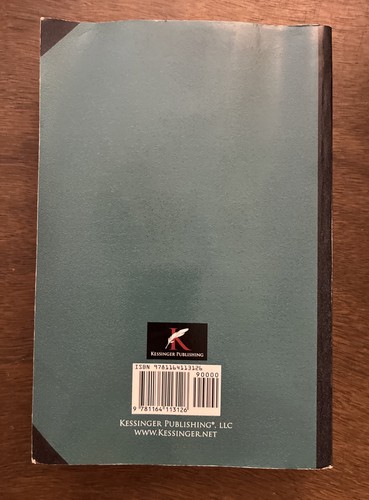 K
KESSINGER PUBLISHING
ISBN 9781164113126
90000
9 781164 113126
KESSINGER PUBLISHING®, LLC
WWW.KESSINGER.NET